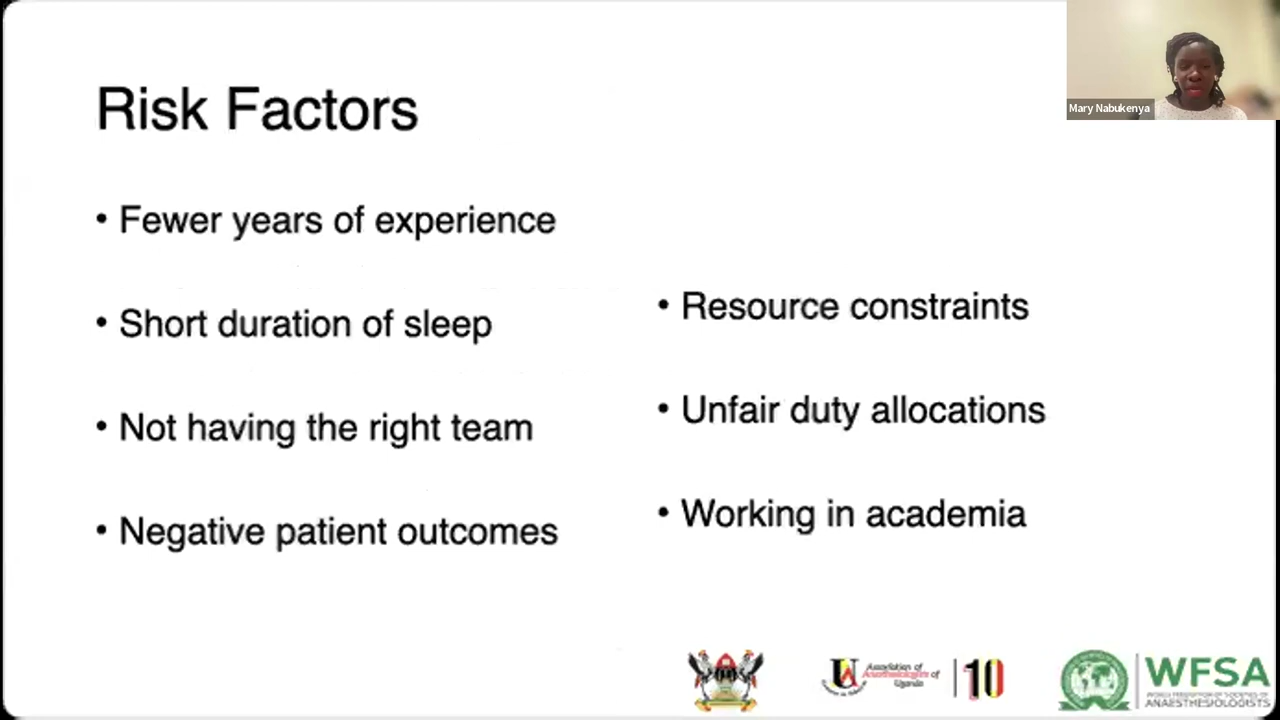 Mary Nabukenya
Risk Factors
• Fewer years of experience
• Short duration of sleep
• Not having the right team
• Negative patient outcomes
• Resource constraints
• Unfair duty allocations
• Working in academia
Association of
Anesthesiologists of
Uganda
10
WFSA
WORLD FEDERATION OF SOCIETIES OF
ANAESTHESIOLOGISTS